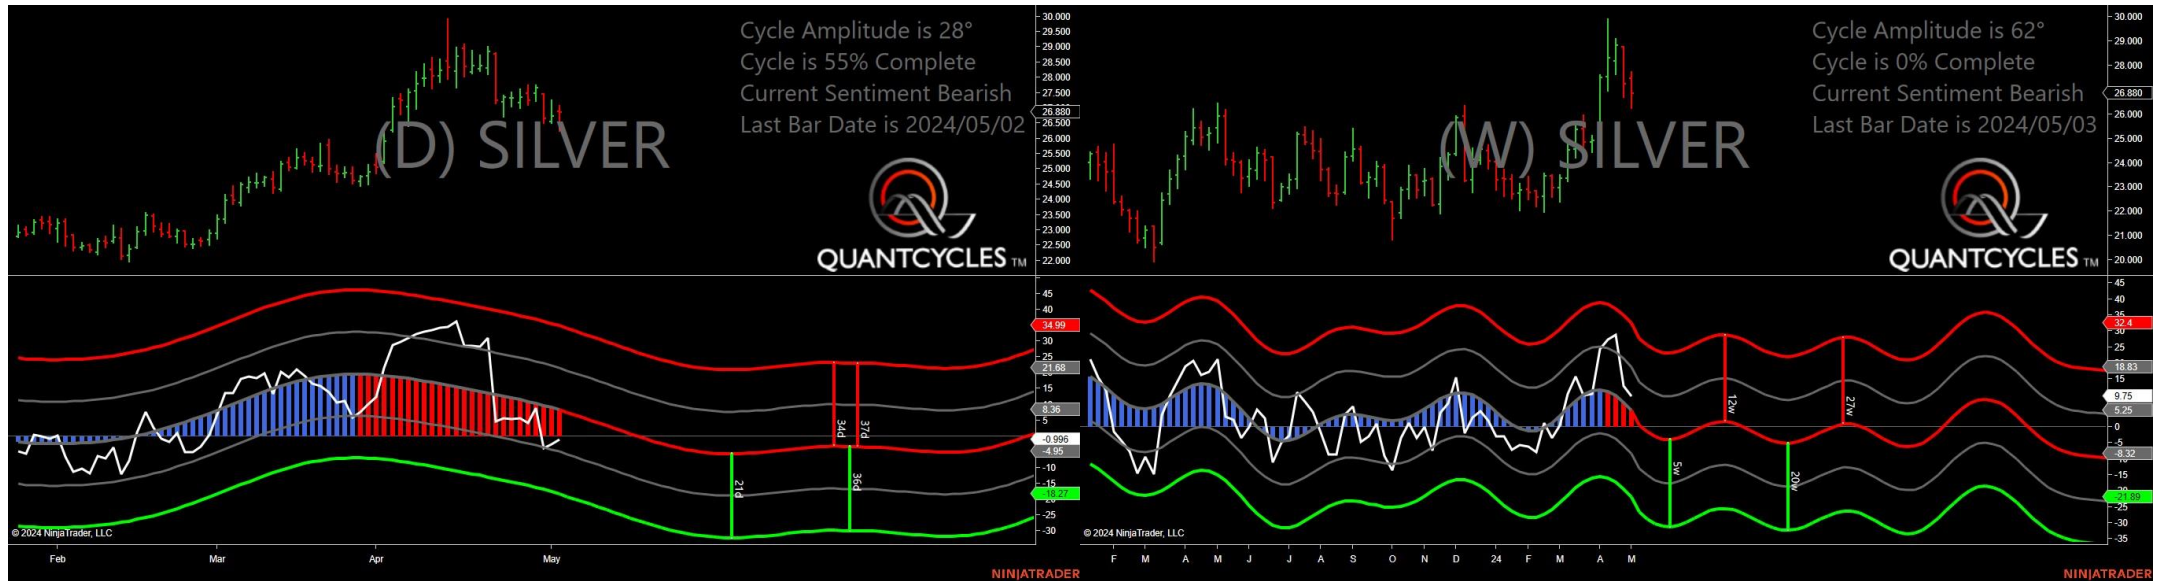 Cycle Amplitude is 28°
Cycle is 55% Complete
Current Sentiment Bearish
Last Bar Date is 2024/05/02
(D) SILVER
QUANTCYCLES TM
30.000
29.500
29.000
28.500
28.000
27.500
26.880
26.500
25.500
25.000
24.500
24.000
23.500
23.000
22.500
22.000
45
40
34.99
30
25
21.68
15
8.36
5
-0.996
-4.95
-10
-15
-18.27
-25
-30
34d
37d
21d
36d
© 2024 NinjaTrader, LLC
Feb Mar Apr May
NINJATRADER
Cycle Amplitude is 62°
Cycle is 0% Complete
Current Sentiment Bearish
Last Bar Date is 2024/05/03
(W) SILVER
QUANTCYCLES TM
30.000
29.000
28.000
26.880
26.000
25.000
24.000
23.000
22.000
21.000
20.000
45
40
35
32.4
30
25
18.83
15
9.75
5.25
0
-5
-8.32
-15
-21.89
-25
-30
-35
12w
27w
5w
20w
© 2024 NinjaTrader, LLC
F M A M J J A S O N D 24 F M A M
NINJATRADER